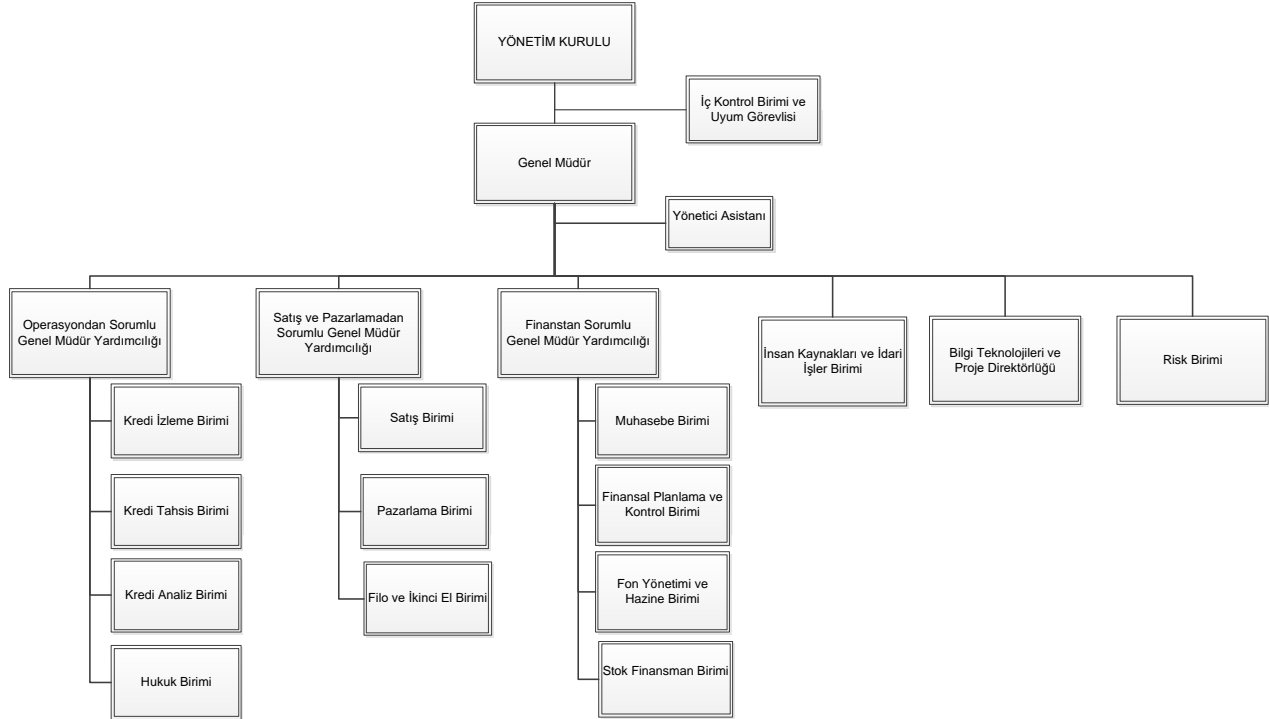 YÖNETİM KURULU
İç Kontrol Birimi ve
Uyum Görevlisi
Genel Müdür
Yönetici Asistanı
Operasyondan Sorumlu
Genel Müdür Yardımcılığı
Satış ve Pazarlamadan
Sorumlu Genel Müdür
Yardımcılığı
Finanstan Sorumlu
Genel Müdür Yardımcılığı
İnsan Kaynakları ve İdari
İşler Birimi
Bilgi Teknolojileri ve
Proje Direktörlüğü
Risk Birimi
Kredi İzleme Birimi
Kredi Tahsis Birimi
Kredi Analiz Birimi
Hukuk Birimi
Satış Birimi
Pazarlama Birimi
Filo ve İkinci El Birimi
Muhasebe Birimi
Finansal Planlama ve
Kontrol Birimi
Fon Yönetimi ve
Hazine Birimi
Stok Finansman Birimi